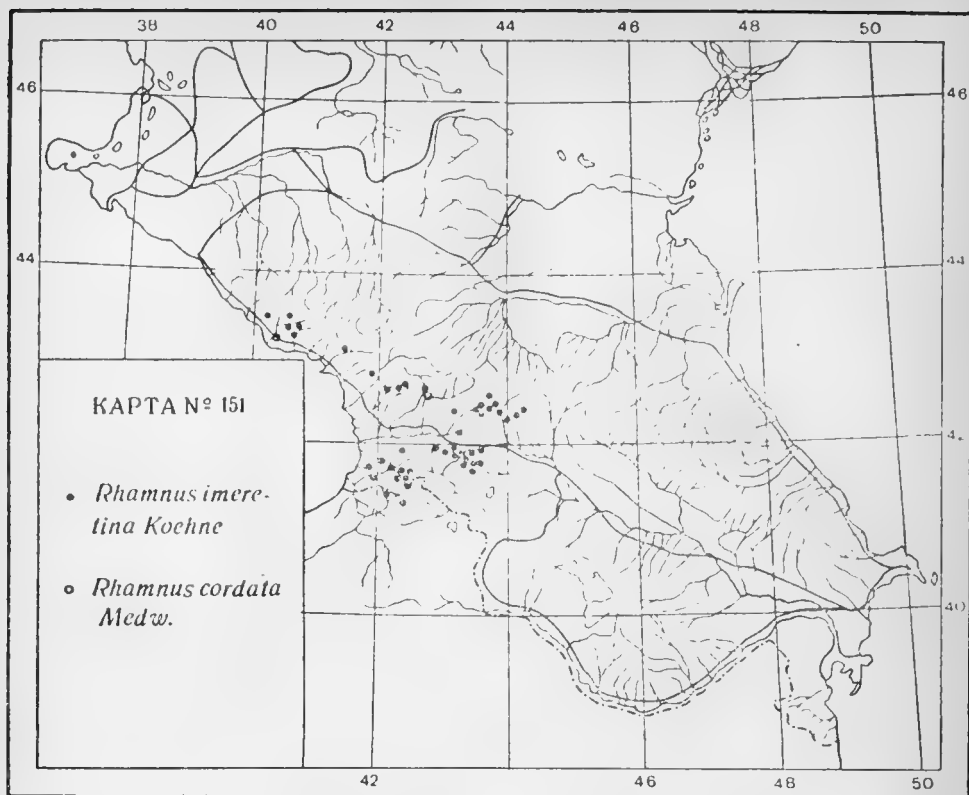 38 40 42 44 46 48 50
46 46
44 44
КАРТА № 151
42
• Rhamnus imere-
tina Koehne
Rhamnus cordata
Medw.
40
42 46 48 50